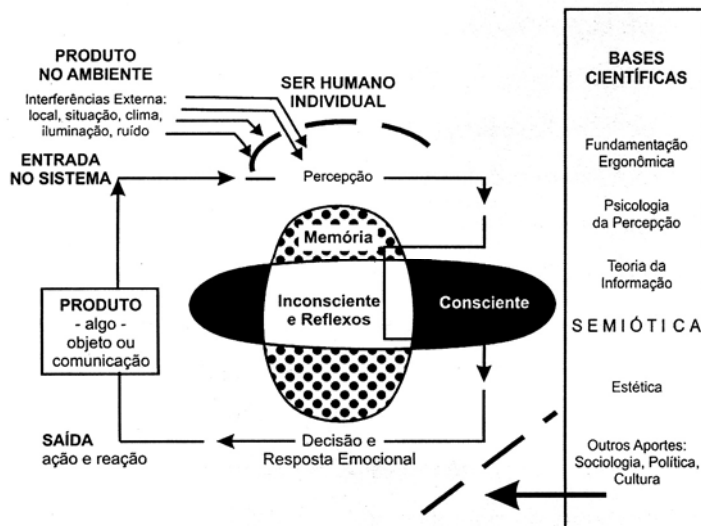 PRODUTO
NO AMBIENTE
Interferências Externa:
local, situação, clima,
iluminação, ruído
SER HUMANO
INDIVIDUAL
ENTRADA
NO SISTEMA
Percepção
Memória
Inconsciente
e Reflexos
Consciente
PRODUTO
- algo -
objeto ou
comunicação
SAÍDA
ação e reação
Decisão e
Resposta Emocional
BASES
CIENTÍFICAS
Fundamentação
Ergonômica
Psicologia
da Percepção
Teoria da
Informação
SEMIÓTICA
Estética
Outros Aportes:
Sociologia, Política,
Cultura